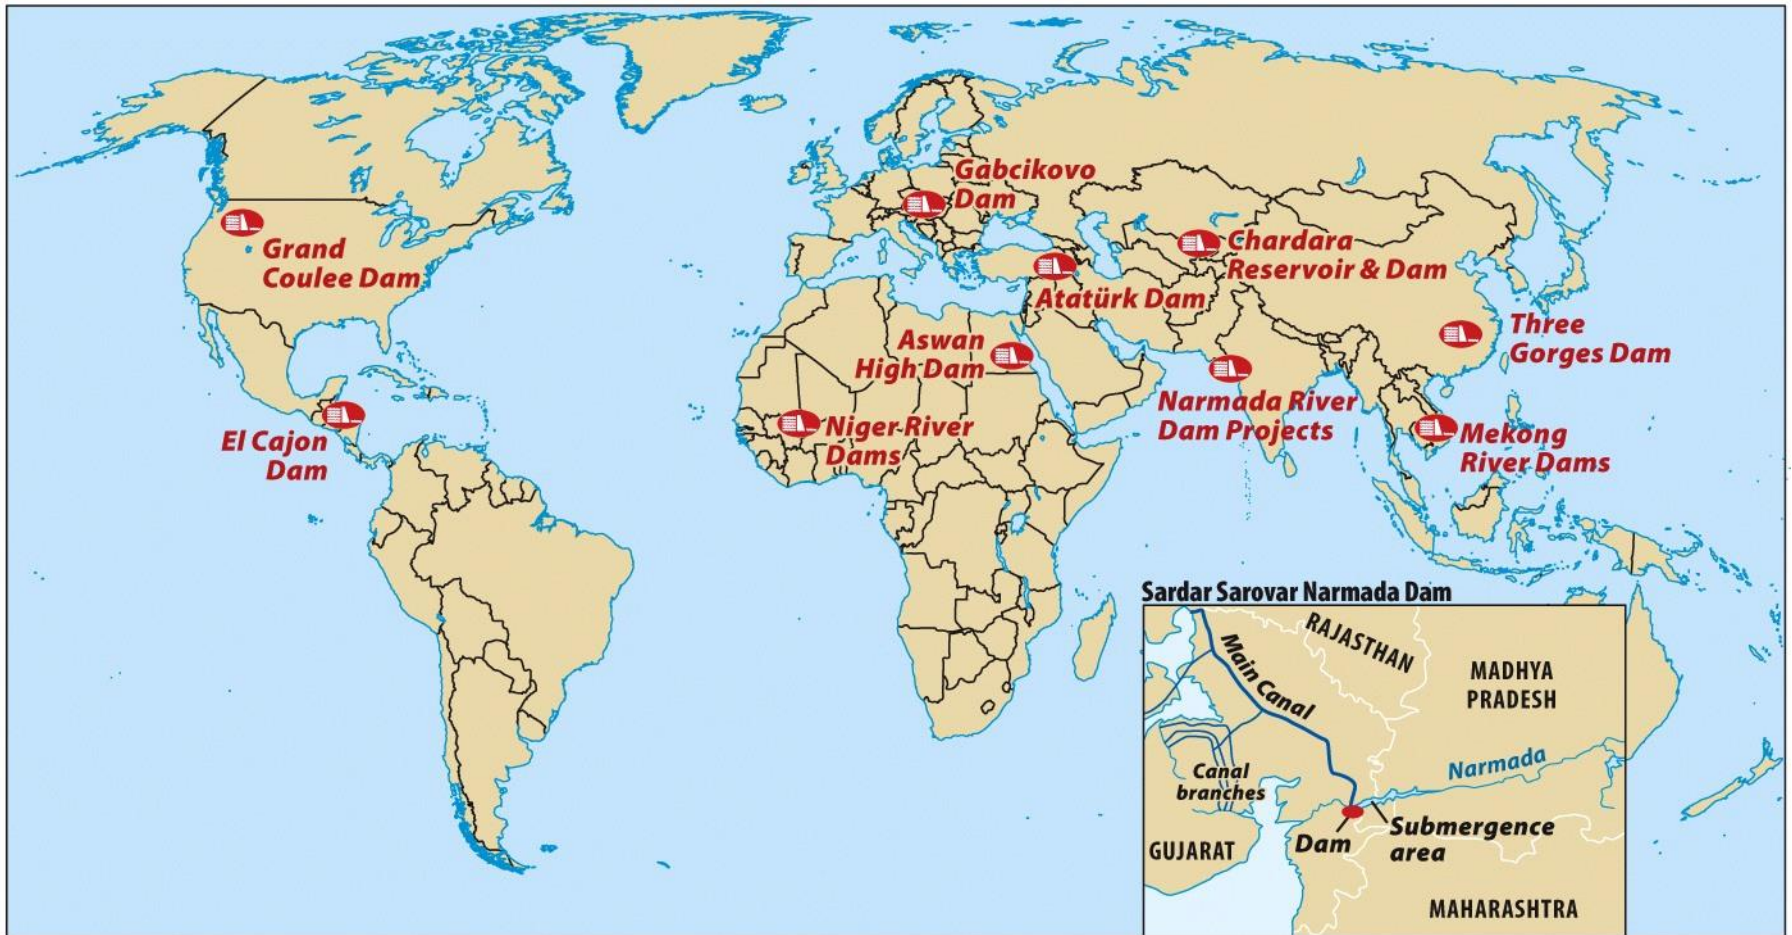 Gabcikovo
Dam
Grand
Coulee Dam
Chardara
Reservoir & Dam
Atatürk Dam
Aswan
High Dam
Three
Gorges Dam
El Cajon
Dam
Niger River
Dams
Narmada River
Dam Projects
Mekong
River Dams
Sardar Sarovar Narmada Dam
RAJASTHAN
Main Canal
MADHYA
PRADESH
Narmada
Canal
branches
Submergence
area
Dam
GUJARAT
MAHARASHTRA